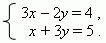 3x – 2y = 4 ,
x + 3y = 5 .